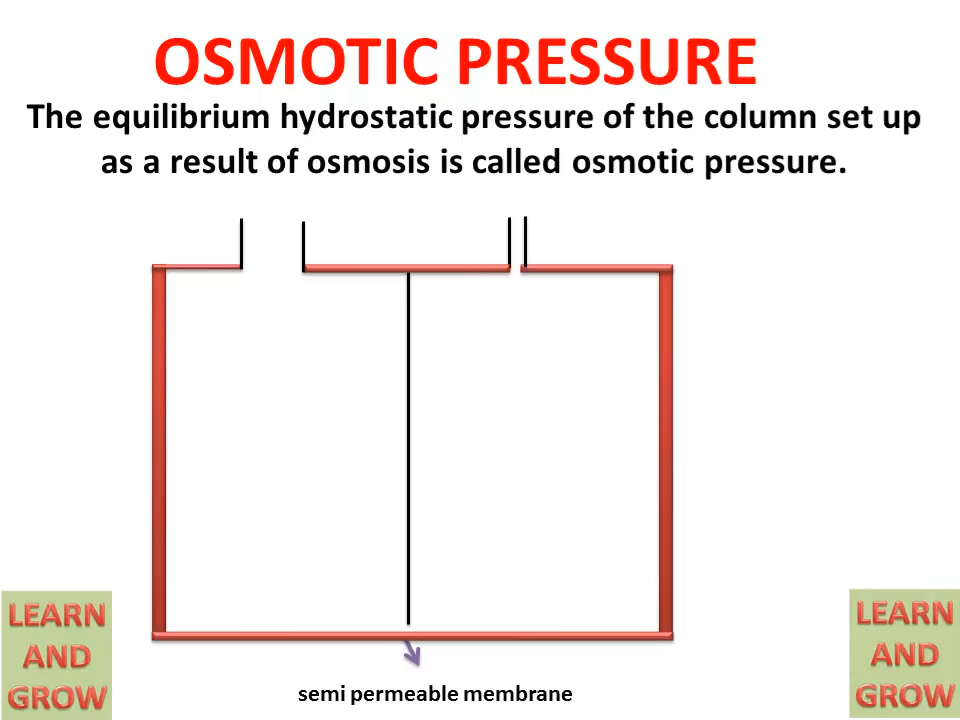 OSMOTIC PRESSURE
The equilibrium hydrostatic pressure of the column set up
as a result of osmosis is called osmotic pressure.
LEARN
AND
GROW
LEARN
AND
GROW
semi permeable membrane